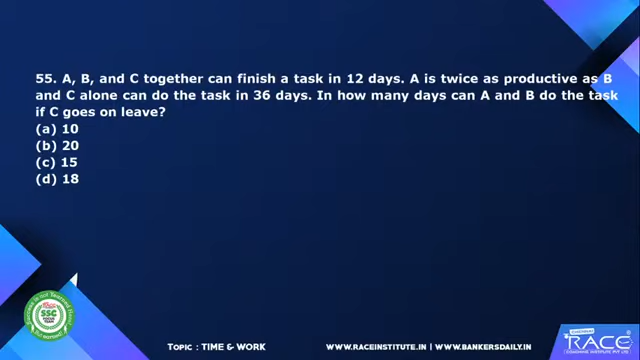 55. A, B, and C together can finish a task in 12 days. A is twice as productive as B
and C alone can do the task in 36 days. In how many days can A and B do the task
if C goes on leave?
(a) 10
(b) 20
(c) 15
(d) 18
SSC
TOPIC : TIME & WORK
WWW.RACEINSTITUTE.IN | WWW.BANKERSDAILY.IN
RACE